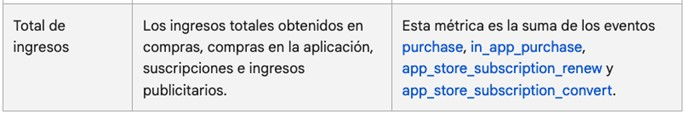 Total de
ingresos
Los ingresos totales obtenidos en
compras, compras en la aplicación,
suscripciones e ingresos
publicitarios.
Esta métrica es la suma de los eventos
purchase, in_app_purchase,
app_store_subscription_renew y
app_store_subscription_convert.